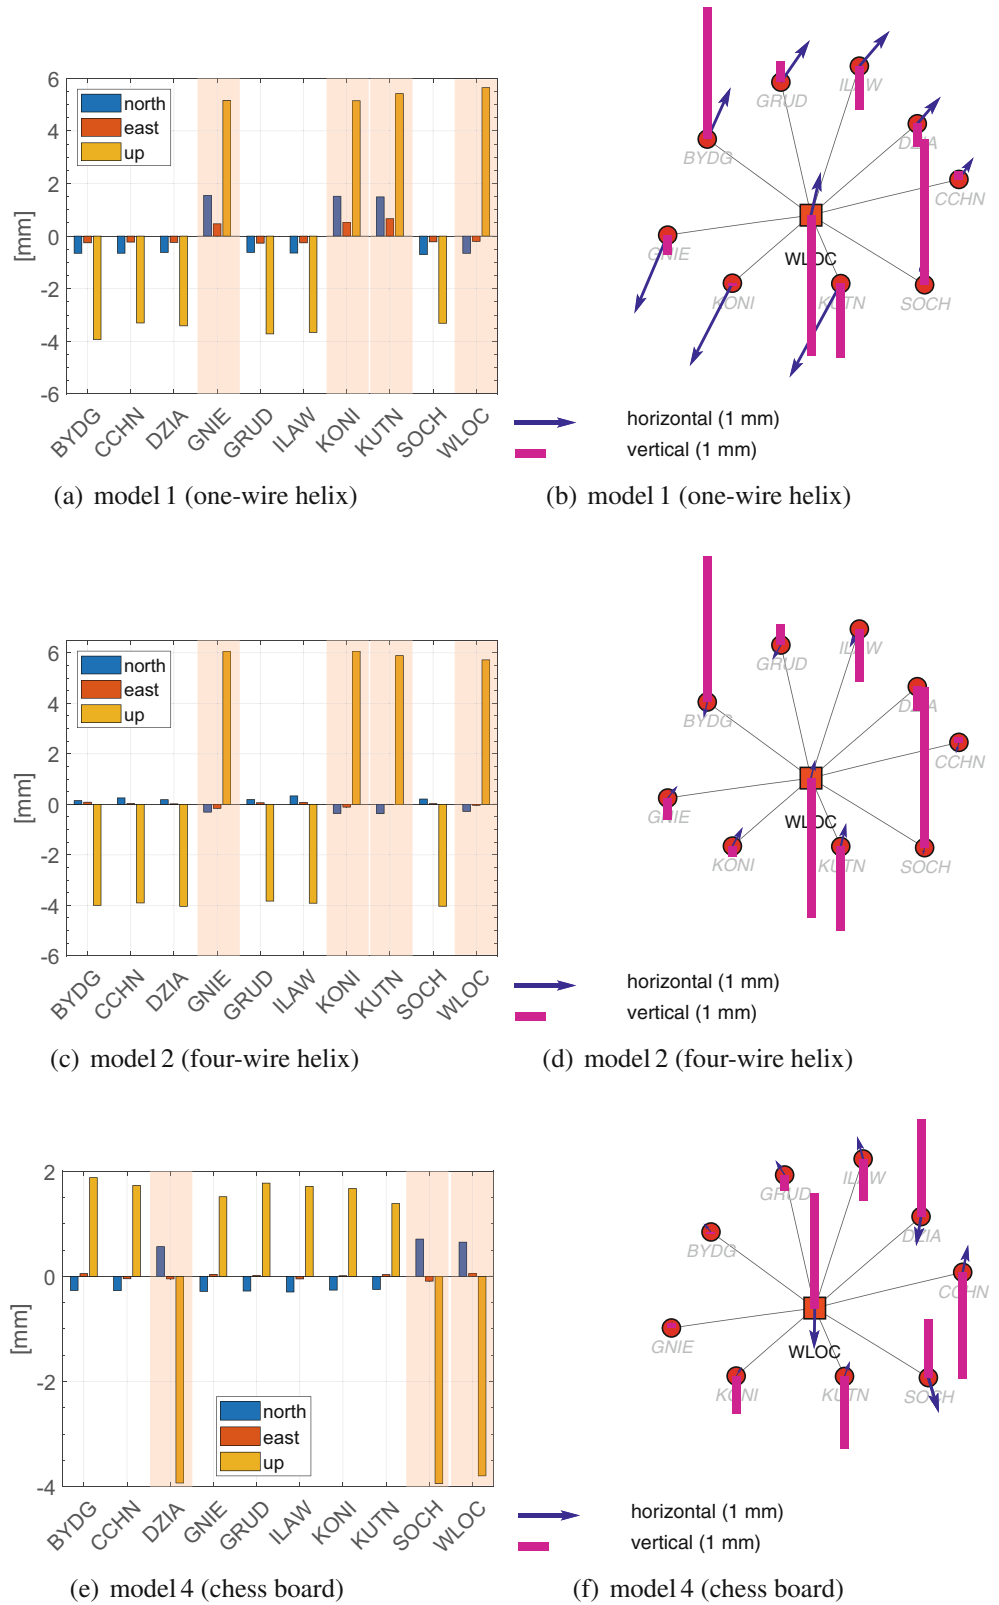 6
4
2
0
-2
-4
-6
[mm]
north
east
up
BYDG
CCHN
DZIA
GNIE
GRUD
ILAW
KONI
KUTN
SOCH
WLOC
(a) model 1 (one-wire helix)
GRUD
ILAW
BYDG
DZIA
CCHN
GNIE
WLOC
KONI
KUTN
SOCH
horizontal (1 mm)
vertical (1 mm)
(b) model 1 (one-wire helix)
6
4
2
0
-2
-4
-6
[mm]
north
east
up
BYDG
CCHN
DZIA
GNIE
GRUD
ILAW
KONI
KUTN
SOCH
WLOC
(c) model 2 (four-wire helix)
GRUD
ILAW
BYDG
DZIA
CCHN
GNIE
WLOC
KONI
KUTN
SOCH
horizontal (1 mm)
vertical (1 mm)
(d) model 2 (four-wire helix)
2
0
-2
-4
[mm]
north
east
up
BYDG
CCHN
DZIA
GNIE
GRUD
ILAW
KONI
KUTN
SOCH
WLOC
(e) model 4 (chess board)
GRUD
ILAW
BYDG
DZIA
CCHN
GNIE
WLOC
KONI
KUTN
SOCH
horizontal (1 mm)
vertical (1 mm)
(f) model 4 (chess board)